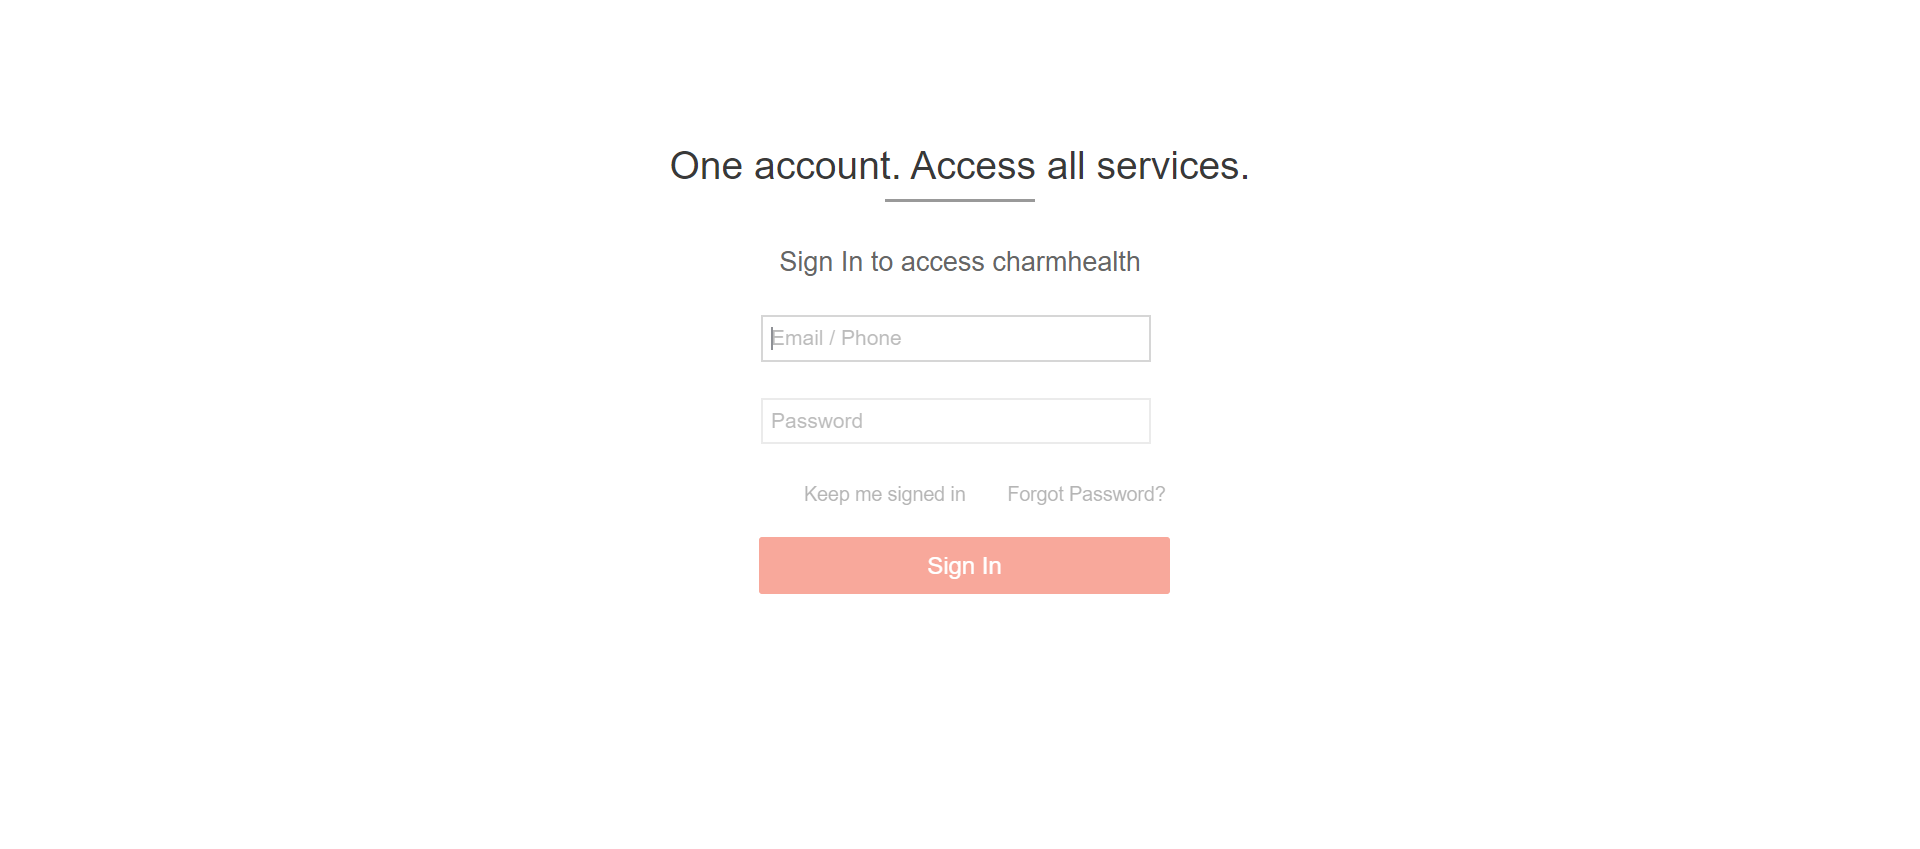 One account. Access all services.
Sign In to access charmhealth
Email / Phone
Password
Keep me signed in Forgot Password?
Sign In